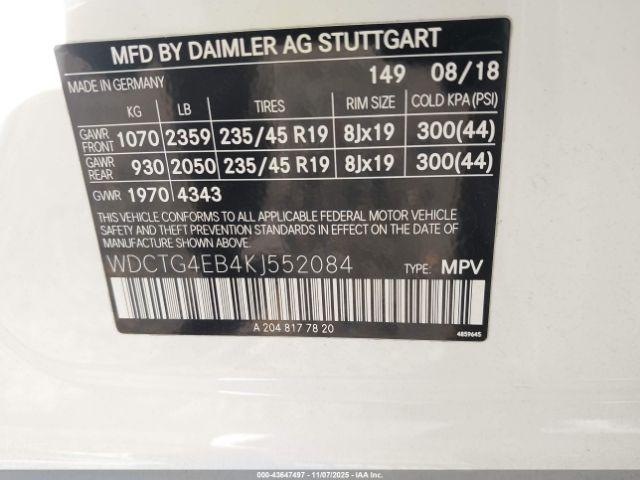 MFD BY DAIMLER AG STUTTGART
MADE IN GERMANY 149 08/18
KG LB TIRES RIM SIZE COLD KPA(PSI)
GAWR FRONT 1070 2359 235/45 R19 8Jx19 300(44)
GAWR REAR 930 2050 235/45 R19 8Jx19 300(44)
GVWR 1970 4343
THIS VEHICLE CONFORMS TO ALL APPLICABLE FEDERAL MOTOR VEHICLE
SAFETY AND THEFT PREVENTION STANDARDS IN EFFECT ON THE DATE OF
MANUFACTURE SHOWN ABOVE.
WDCTG4EB4KJ552084 TYPE: MPV
A 204 817 78 20 4859645
000-43647497 - 11/07/2025 - IAAI.CA